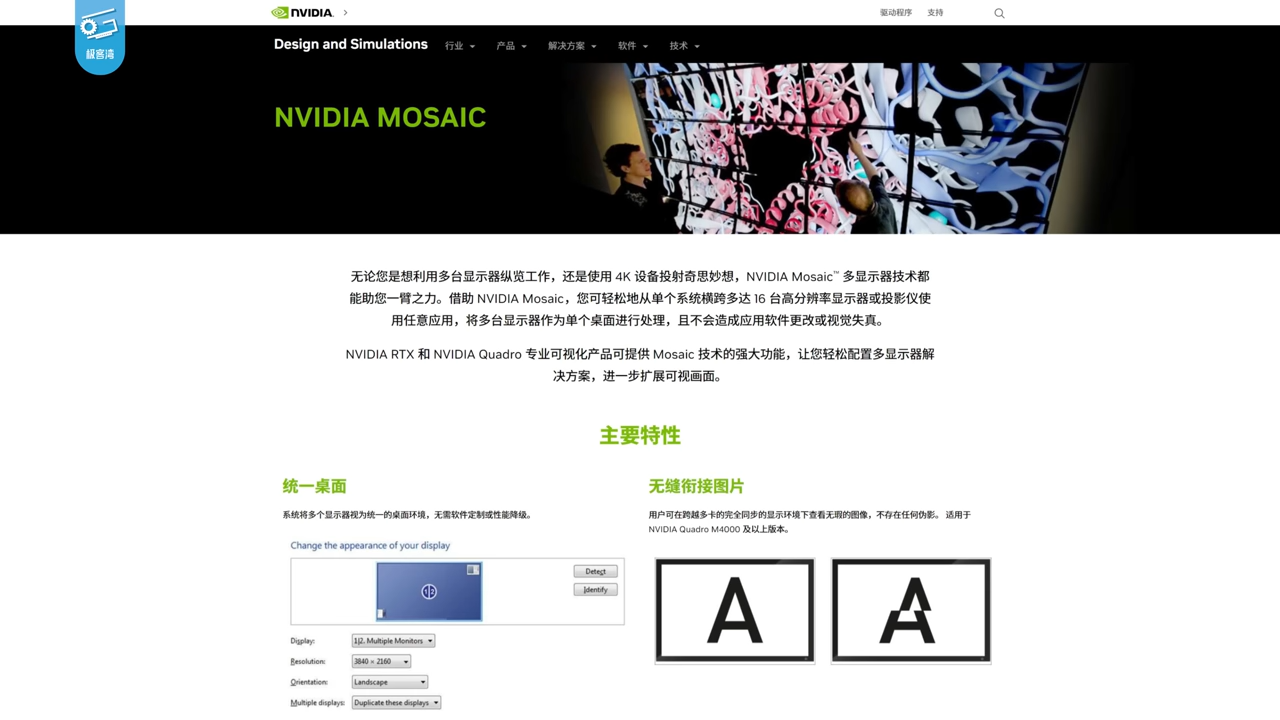 极客湾
NVIDIA.
驱动程序
支持
Design and Simulations
行业
产品
解决方案
软件
技术
NVIDIA MOSAIC
无论您是想利用多台显示器纵览工作，还是使用 4K 设备投射奇思妙想，NVIDIA Mosaic™ 多显示器技术都
能助您一臂之力。借助 NVIDIA Mosaic，您可轻松地从单个系统横跨多达 16 台高分辨率显示器或投影仪使
用任意应用，将多台显示器作为单个桌面进行处理，且不会造成应用软件更改或视觉失真。
NVIDIA RTX 和 NVIDIA Quadro 专业可视化产品可提供 Mosaic 技术的强大功能，让您轻松配置多显示器解
决方案，进一步扩展可视画面。
主要特性
统一桌面
系统将多个显示器视为统一的桌面环境，无需软件定制或性能降级。
Change the appearance of your display
1|2
Detect
Identify
Display: 1|2. Multiple Monitors
Resolution: 3840 × 2160
Orientation: Landscape
Multiple displays: Duplicate these displays
无缝衔接图片
用户可在跨越多卡的完全同步的显示环境下查看无瑕的图像，不存在任何伪影。 适用于
NVIDIA Quadro M4000 及以上版本。
A
A